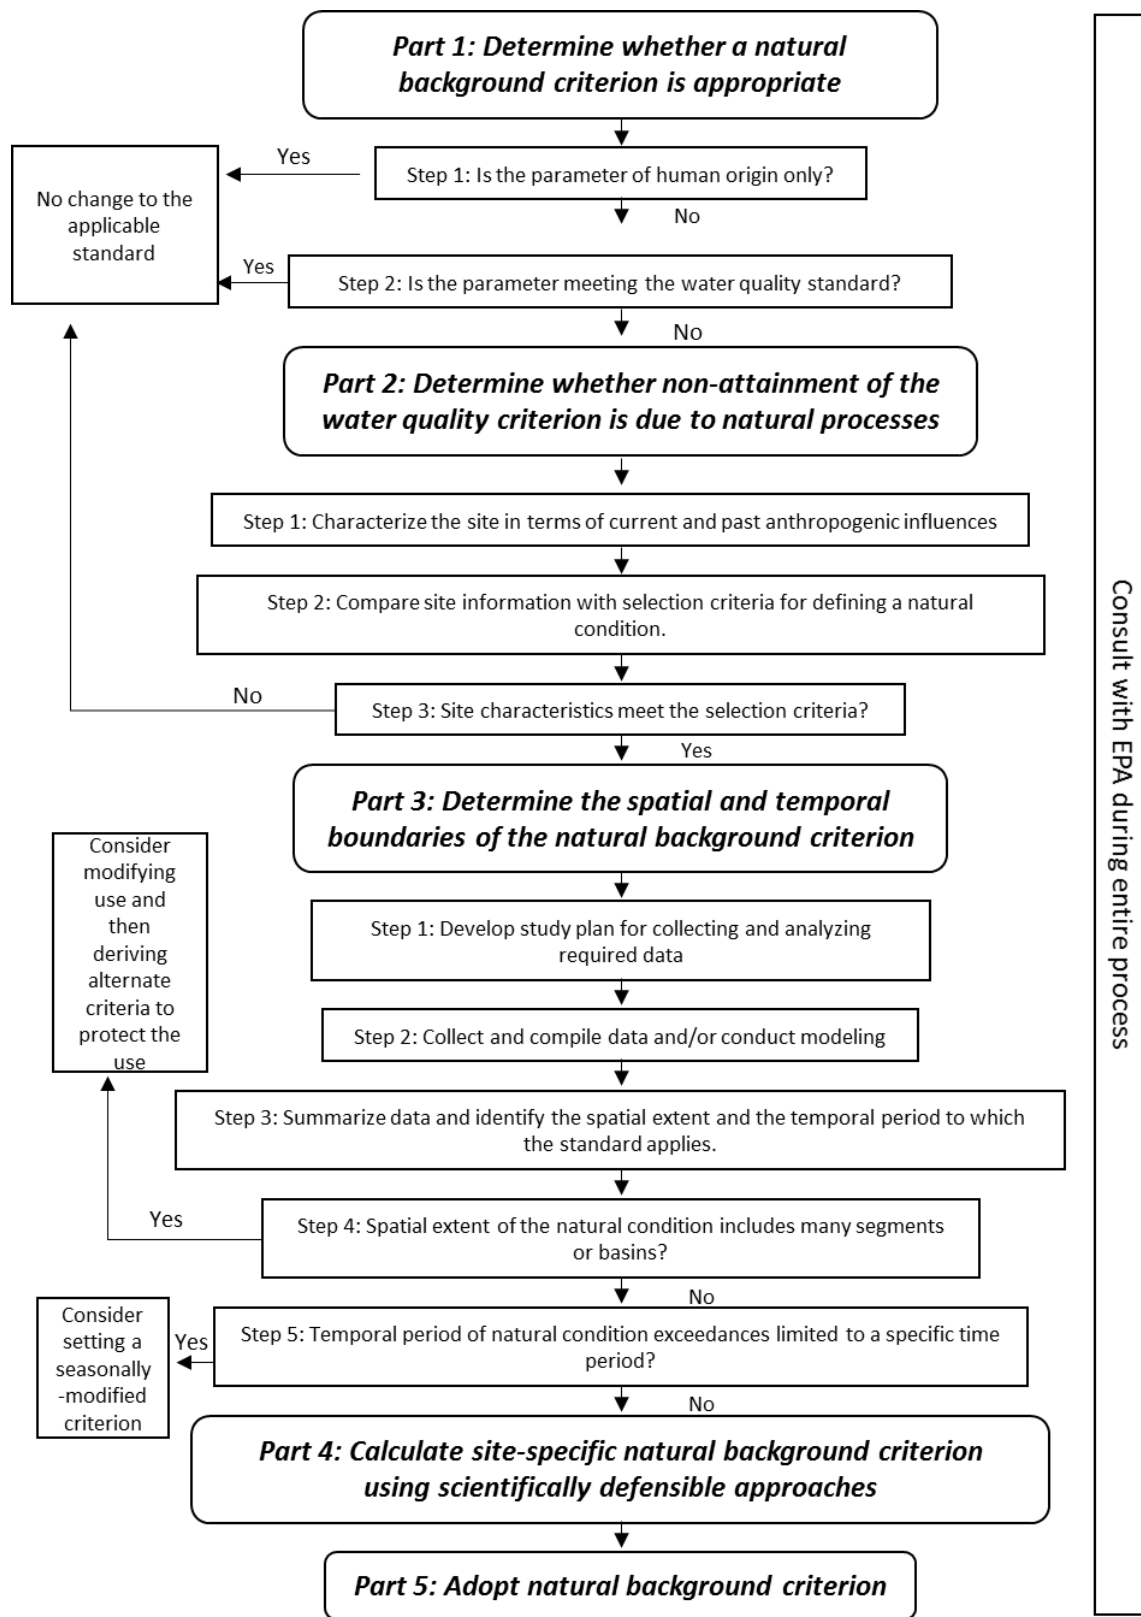 Part 1: Determine whether a natural
background criterion is appropriate
Yes
Step 1: Is the parameter of human origin only?
No change to the
applicable
standard
No
Yes
Step 2: Is the parameter meeting the water quality standard?
No
Part 2: Determine whether non-attainment of the
water quality criterion is due to natural processes
Step 1: Characterize the site in terms of current and past anthropogenic influences
Step 2: Compare site information with selection criteria for defining a natural
condition.
No
Step 3: Site characteristics meet the selection criteria?
Yes
Part 3: Determine the spatial and temporal
boundaries of the natural background criterion
Consider
modifying
use and
then
deriving
alternate
criteria to
protect the
use
Step 1: Develop study plan for collecting and analyzing
required data
Step 2: Collect and compile data and/or conduct modeling
Step 3: Summarize data and identify the spatial extent and the temporal period to which
the standard applies.
Yes
Step 4: Spatial extent of the natural condition includes many segments
or basins?
No
Consider
setting a
seasonally
-modified
criterion
Yes
Step 5: Temporal period of natural condition exceedances limited to a specific time
period?
No
Part 4: Calculate site-specific natural background criterion
using scientifically defensible approaches
Part 5: Adopt natural background criterion
Consult with EPA during entire process